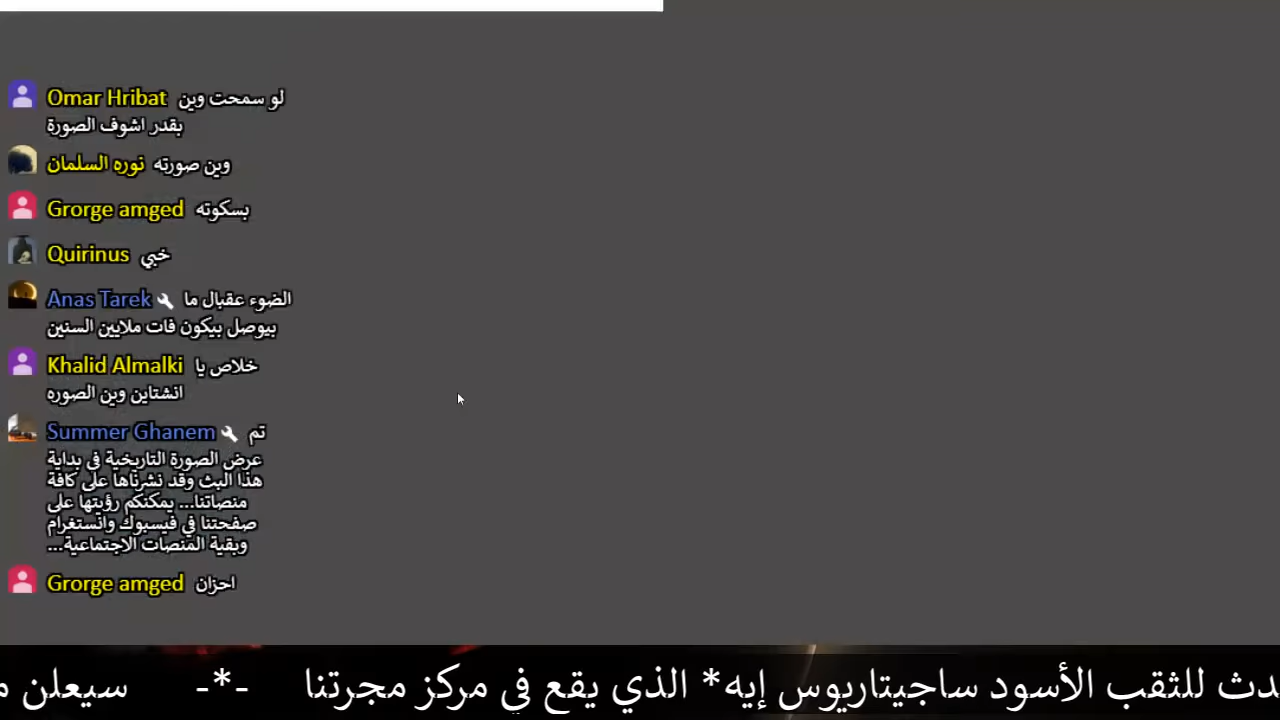 Omar Hribat لو سمحت وين
بقدر اشوف الصورة
نوره السلمان وين صورته
Grorge amged بسكوته
Quirinus خبي
Anas Tarek الضوء عقبال ما
بيوصل بيكون فات ملايين السنين
Khalid Almalki خلاص يا
انشتاين وين الصوره
Summer Ghanem تم
عرض الصورة التاريخية في بداية
هذا البث وقد نشرناها على كافة
منصاتنا... يمكنكم رؤيتها على
صفحتنا في فيسبوك وانستغرام
وبقية المنصات الاجتماعية...
Grorge amged احزان
للثقب الأسود ساجيتاريوس إيه* الذي يقع في مركز مجرتنا -*- سيعلن